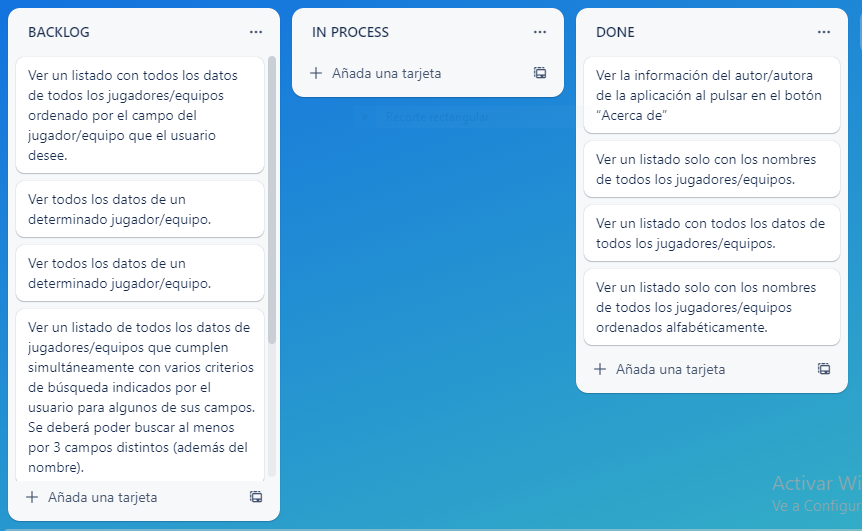 BACKLOG
Ver un listado con todos los datos
de todos los jugadores/equipos
ordenado por el campo del
jugador/equipo que el usuario
desee.
Ver todos los datos de un
determinado jugador/equipo.
Ver todos los datos de un
determinado jugador/equipo.
Ver un listado de todos los datos de
jugadores/equipos que cumplen
simultáneamente con varios criterios
de búsqueda indicados por el
usuario para algunos de sus campos.
Se deberá poder buscar al menos
por 3 campos distintos (además del
nombre).
Añada una tarjeta
IN PROCESS
Añada una tarjeta
Recorte rectangular
DONE
Ver la información del autor/autora
de la aplicación al pulsar en el botón
“Acerca de”
Ver un listado solo con los nombres
de todos los jugadores/equipos.
Ver un listado con todos los datos de
todos los jugadores/equipos.
Ver un listado solo con los nombres
de todos los jugadores/equipos
ordenados alfabéticamente.
Añada una tarjeta
Activar Wi
Ve a Configur